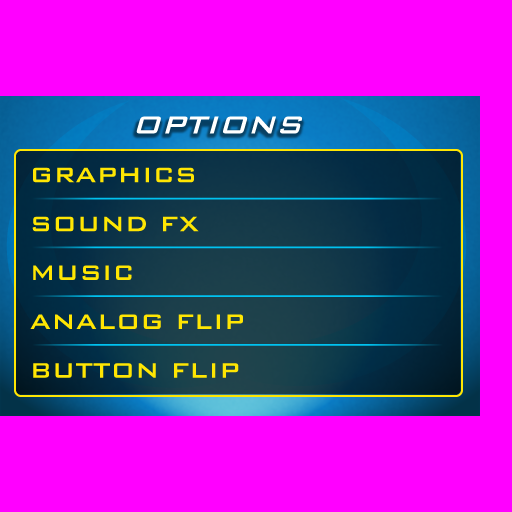 OPTIONS
GRAPHICS
SOUND FX
MUSIC
ANALOG FLIP
BUTTON FLIP